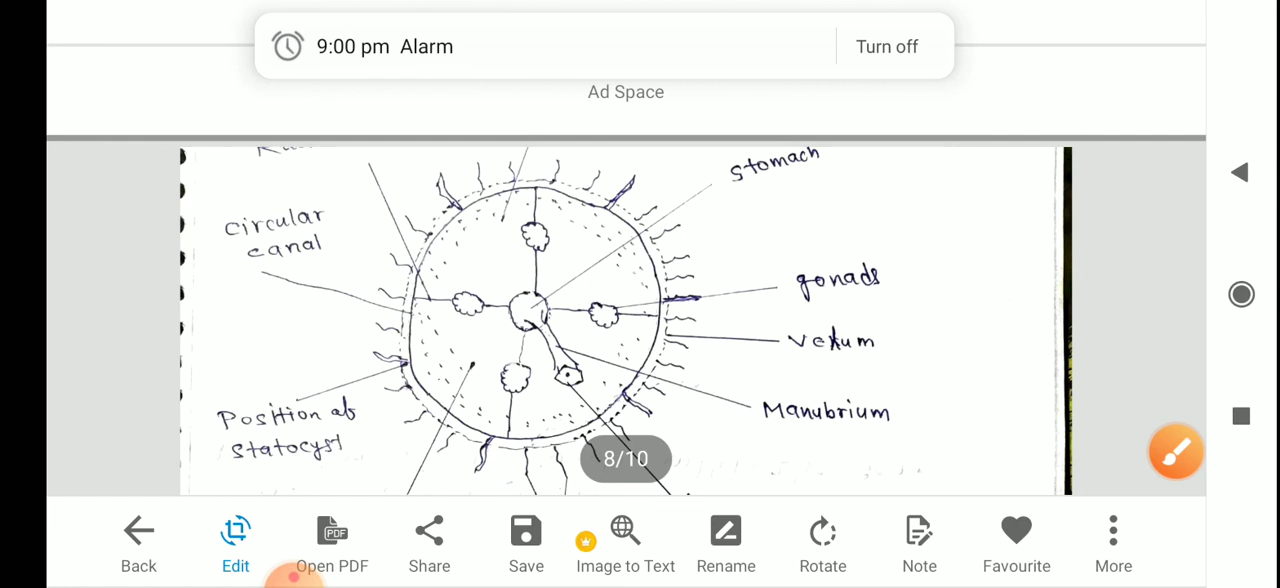 9:00 pm Alarm
Turn off
Ad Space
stomach
circular
canal
gonads
Velum
Manubrium
Position of
statocyst
8/10
Back
Edit
Open PDF
Share
Save
Image to Text
Rename
Rotate
Note
Favourite
More